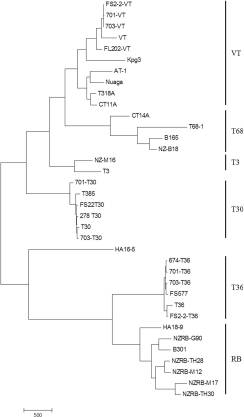 FS2-2-VT
701-VT
703-VT
VT
FL202-VT
Kpg3
AT-1
Nuaga
T318A
CT11A
VT
CT14A
T68-1
B165
NZ-B18
T68
NZ-M16
T3
T3
701-T30
T385
FS22T30
278 T30
T30
703-T30
T30
HA16-5
674-T36
701-T36
703-T36
FS577
T36
FS2-2-T36
T36
HA18-9
NZRB-G90
B301
NZRB-TH28
NZRB-M12
NZRB-M17
NZRB-TH30
RB
500